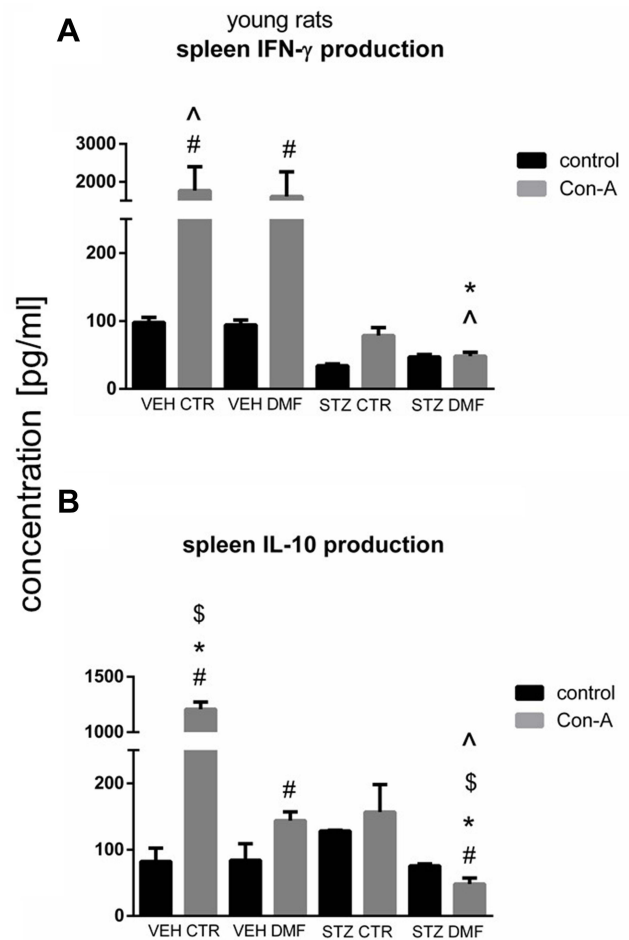 young rats
A
spleen IFN-γ production
^
#
#
3000
2000
200
100
0
*
^
control
Con-A
VEH CTR
VEH DMF
STZ CTR
STZ DMF
concentration [pg/ml]
B
spleen IL-10 production
$
*
#
1500
1000
200
100
0
#
^
$
*
#
control
Con-A
VEH CTR
VEH DMF
STZ CTR
STZ DMF